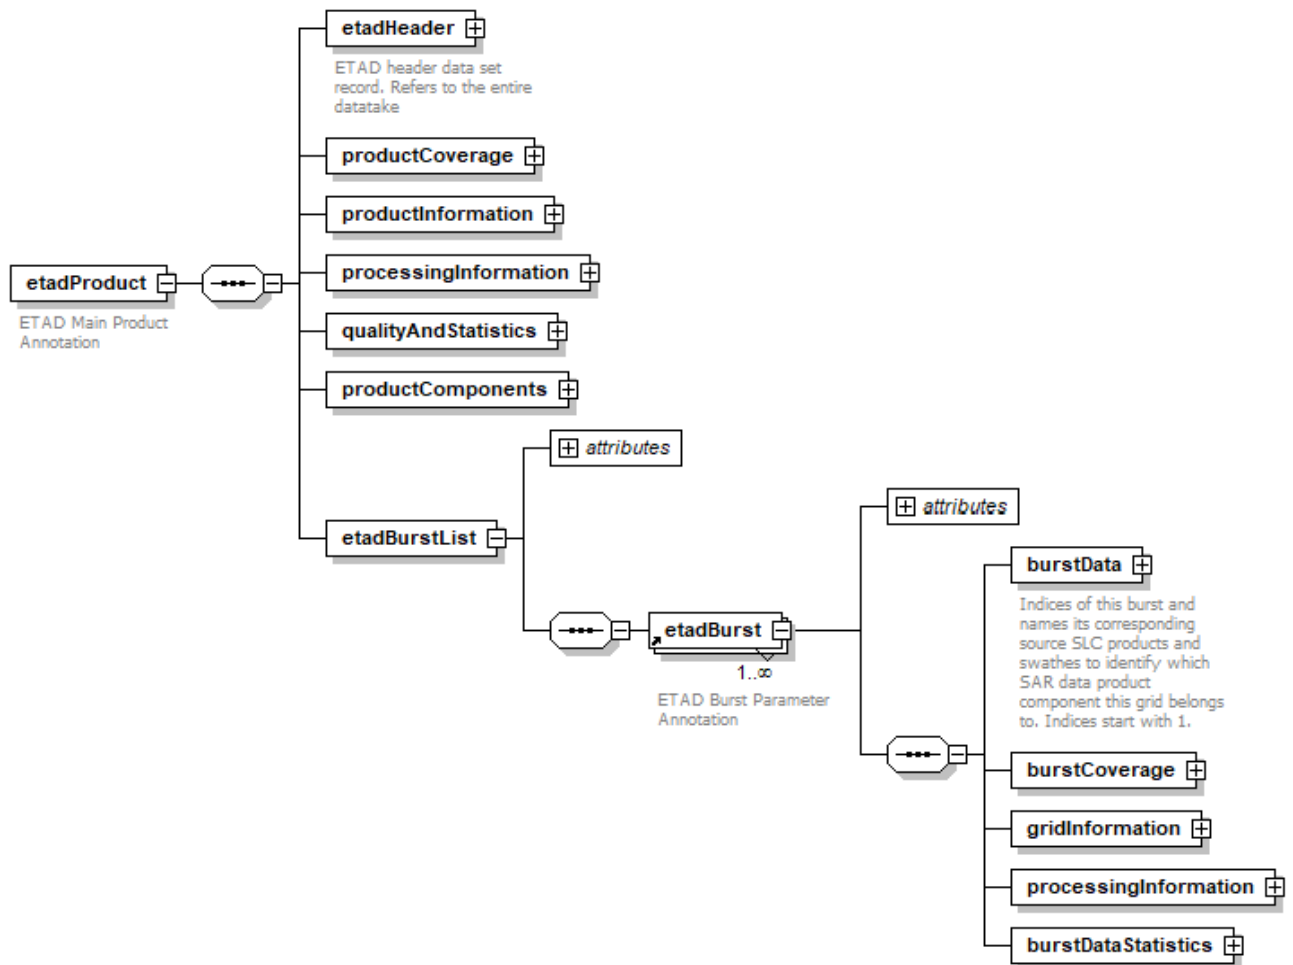 etadHeader
ETAD header data set
record. Refers to the entire
datatake
productCoverage
productInformation
processingInformation
etadProduct
ETAD Main Product
Annotation
qualityAndStatistics
productComponents
attributes
etadBurstList
attributes
burstData
Indices of this burst and
names its corresponding
source SLC products and
swathes to identify which
SAR data product
component this grid belongs
to. Indices start with 1.
etadBurst
1..∞
ETAD Burst Parameter
Annotation
burstCoverage
gridInformation
processingInformation
burstDataStatistics